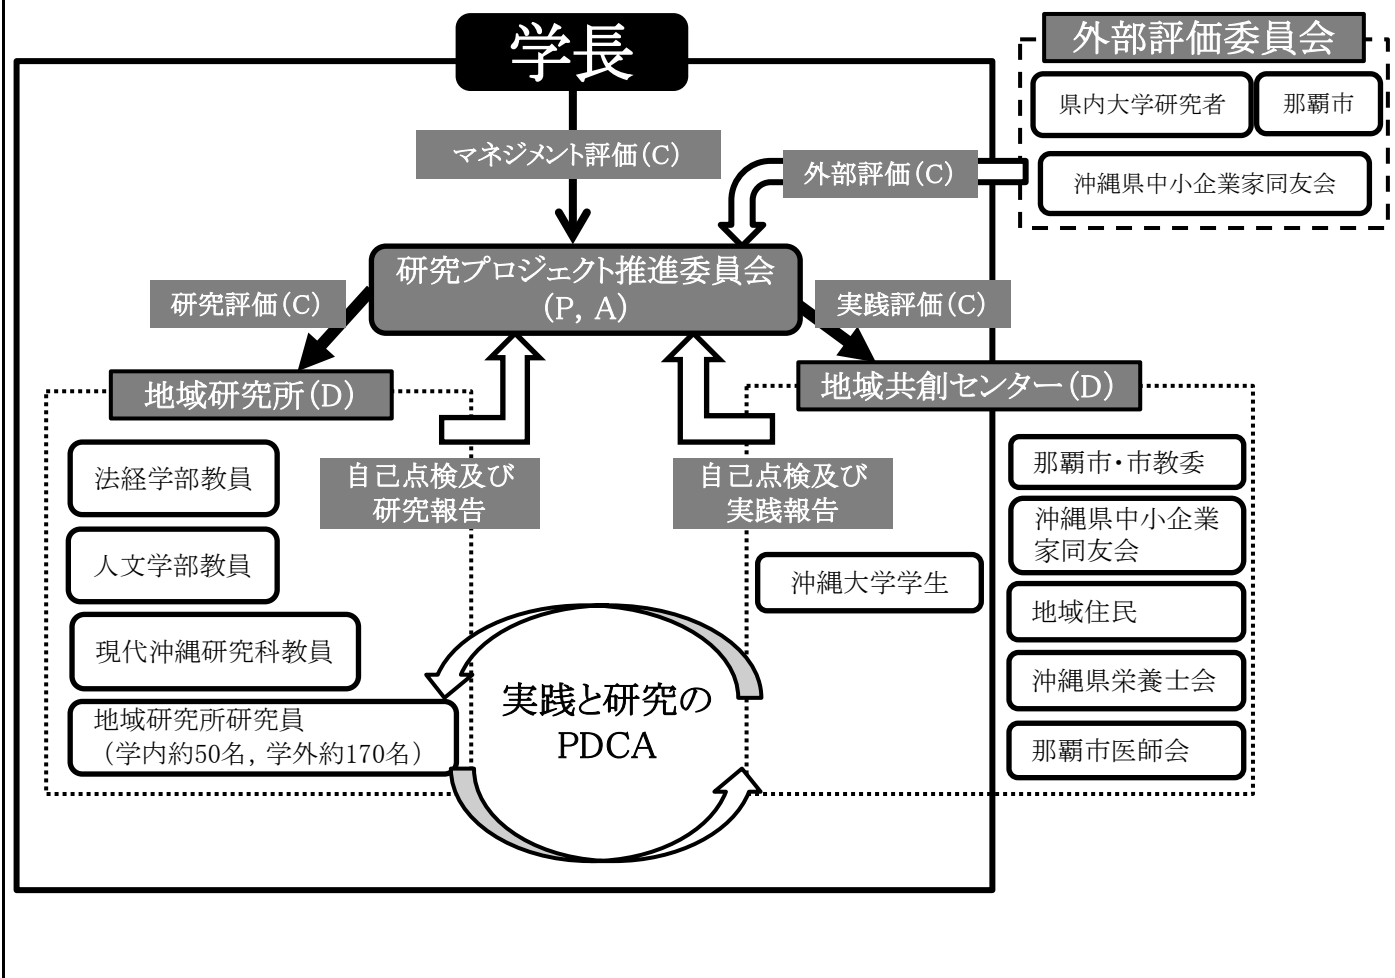 学長
外部評価委員会
県内大学研究者
那覇市
マネジメント評価(C)
外部評価(C)
沖縄県中小企業家同友会
研究プロジェクト推進委員会
(P, A)
研究評価(C)
実践評価(C)
地域研究所(D)
地域共創センター(D)
法経学部教員
人文学部教員
現代沖縄研究科教員
地域研究所研究員
(学内約50名, 学外約170名)
自己点検及び
研究報告
自己点検及び
実践報告
沖縄大学学生
那覇市・市教委
沖縄県中小企業
家同友会
地域住民
沖縄県栄養士会
那覇市医師会
実践と研究の
PDCA